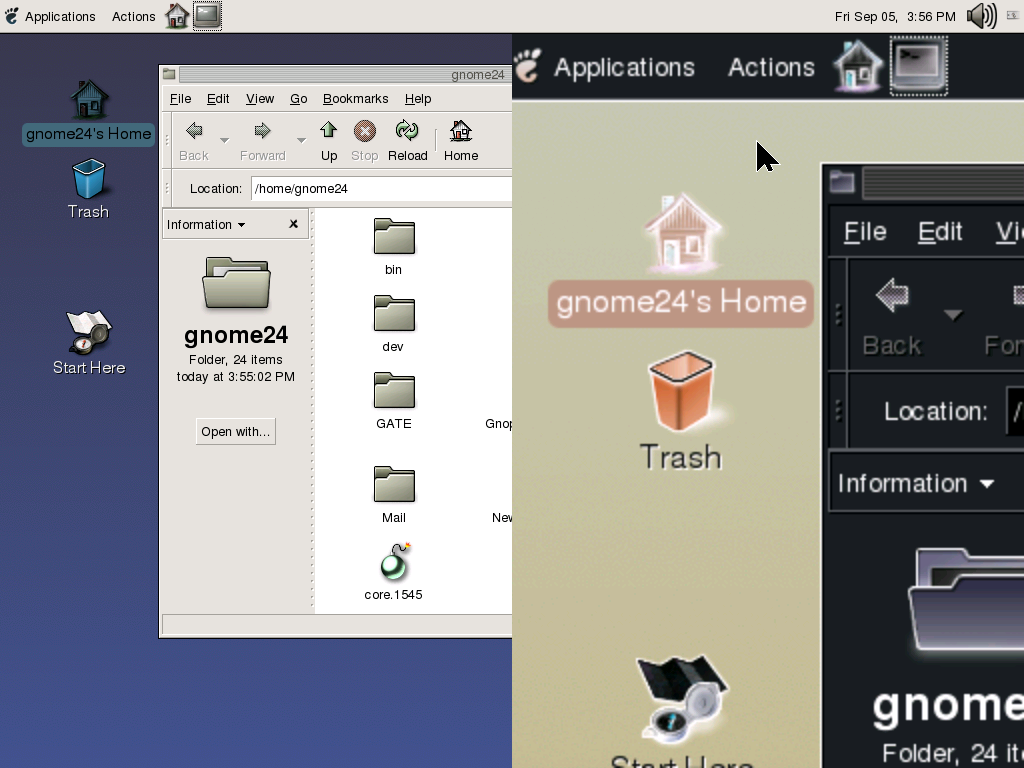 Applications Actions
Fri Sep 05, 3:56 PM
gnome24's Home
Trash
Start Here
gnome24
File Edit View Go Bookmarks Help
Back Forward Up Stop Reload Home
Location: /home/gnome24
Information
gnome24
Folder, 24 items
today at 3:55:02 PM
Open with...
bin
dev
GATE
Gnop
Mail
New
core.1545
Applications Actions
gnome24's Home
Trash
Start Here
File Edit Vi
Back For
Location: /
Information
gnome
Folder, 24 it